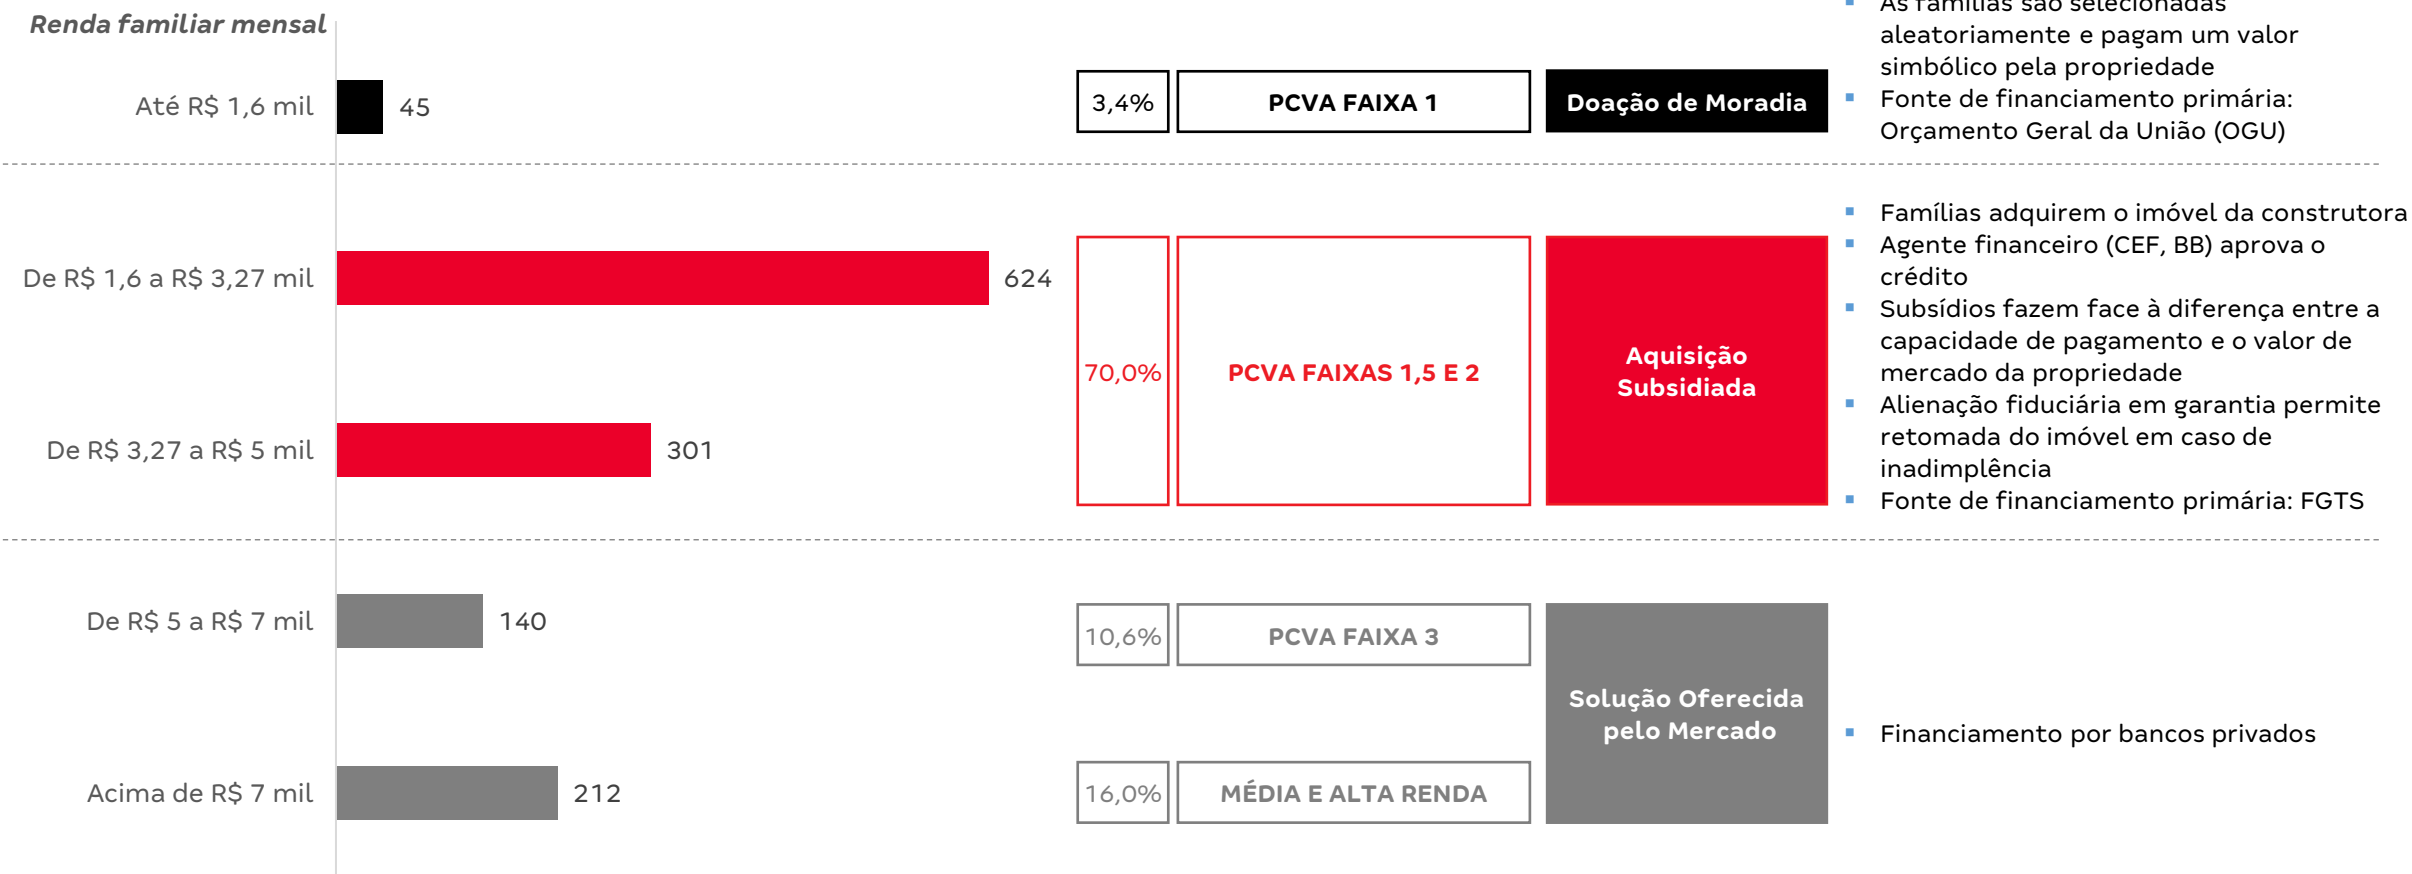 Renda familiar mensal
As famílias são selecionadas
aleatoriamente e pagam um valor
simbólico pela propriedade
Fonte de financiamento primária:
Orçamento Geral da União (OGU)
Até R$ 1,6 mil
45
3,4%
PCVA FAIXA 1
Doação de Moradia
De R$ 1,6 a R$ 3,27 mil
624
De R$ 3,27 a R$ 5 mil
301
70,0%
PCVA FAIXAS 1,5 E 2
Aquisição
Subsidiada
Famílias adquirem o imóvel da construtora
Agente financeiro (CEF, BB) aprova o
crédito
Subsídios fazem face à diferença entre a
capacidade de pagamento e o valor de
mercado da propriedade
Alienação fiduciária em garantia permite
retomada do imóvel em caso de
inadimplência
Fonte de financiamento primária: FGTS
De R$ 5 a R$ 7 mil
140
10,6%
PCVA FAIXA 3
Acima de R$ 7 mil
212
16,0%
MÉDIA E ALTA RENDA
Solução Oferecida
pelo Mercado
Financiamento por bancos privados